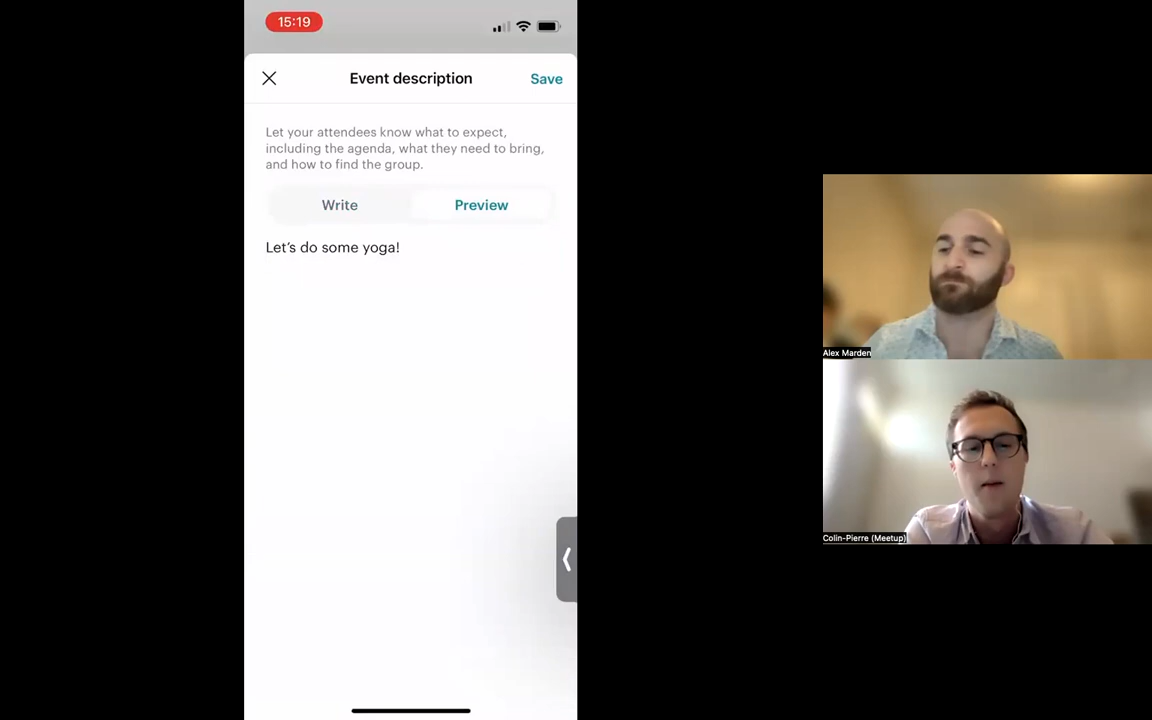 15:19
Event description
Save
Let your attendees know what to expect,
including the agenda, what they need to bring,
and how to find the group.
Write
Preview
Let's do some yoga!
Alex Marden
Colin-Pierre (Meetup)